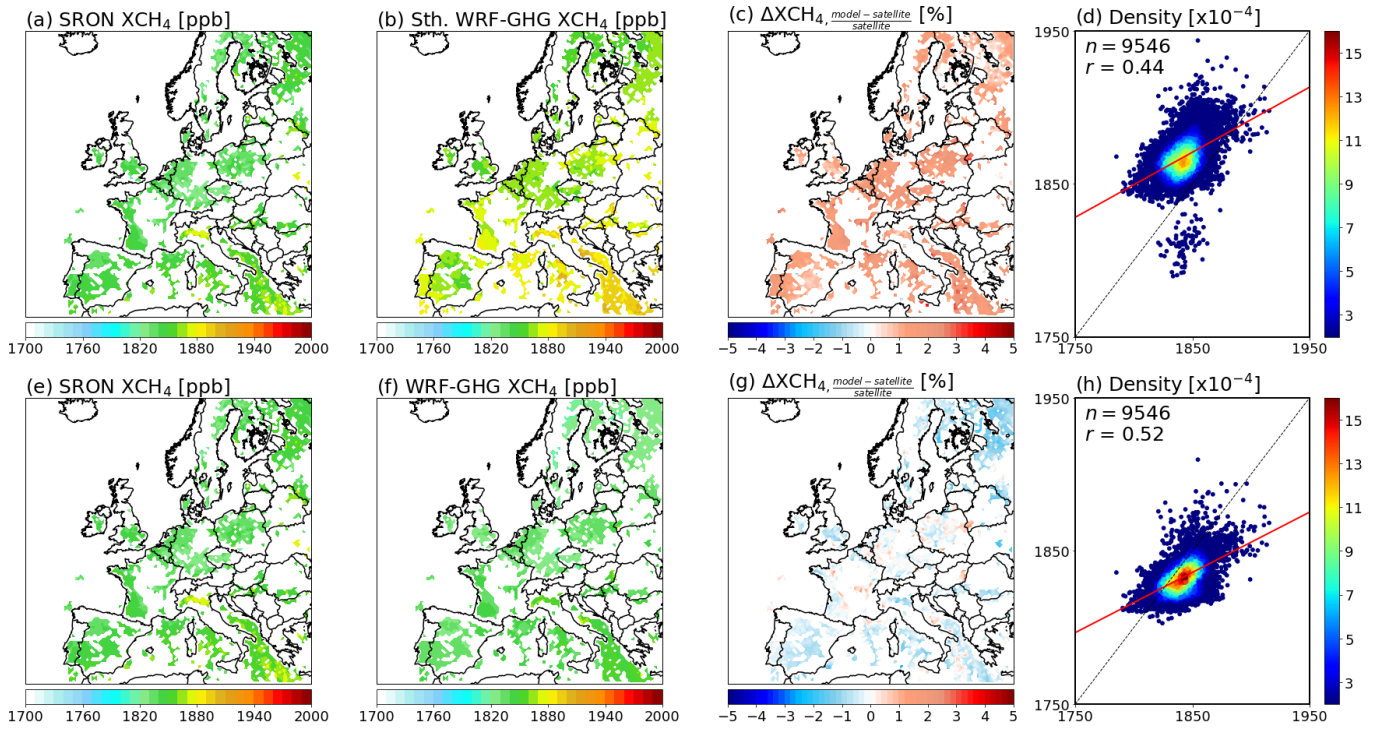 (a) SRON XCH₄ [ppb]
(b) Sth. WRF-GHG XCH₄ [ppb]
(c) ΔXCH₄, model−satellite/satellite [%]
(d) Density [x10⁻⁴]
n = 9546
r = 0.44
1950
1850
1750
1750 1850 1950
15
13
11
9
7
5
3
1700 1760 1820 1880 1940 2000
1700 1760 1820 1880 1940 2000
−5 −4 −3 −2 −1 0 1 2 3 4 5
(e) SRON XCH₄ [ppb]
(f) WRF-GHG XCH₄ [ppb]
(g) ΔXCH₄, model−satellite/satellite [%]
(h) Density [x10⁻⁴]
n = 9546
r = 0.52
1950
1850
1750
1750 1850 1950
15
13
11
9
7
5
3
1700 1760 1820 1880 1940 2000
1700 1760 1820 1880 1940 2000
−5 −4 −3 −2 −1 0 1 2 3 4 5